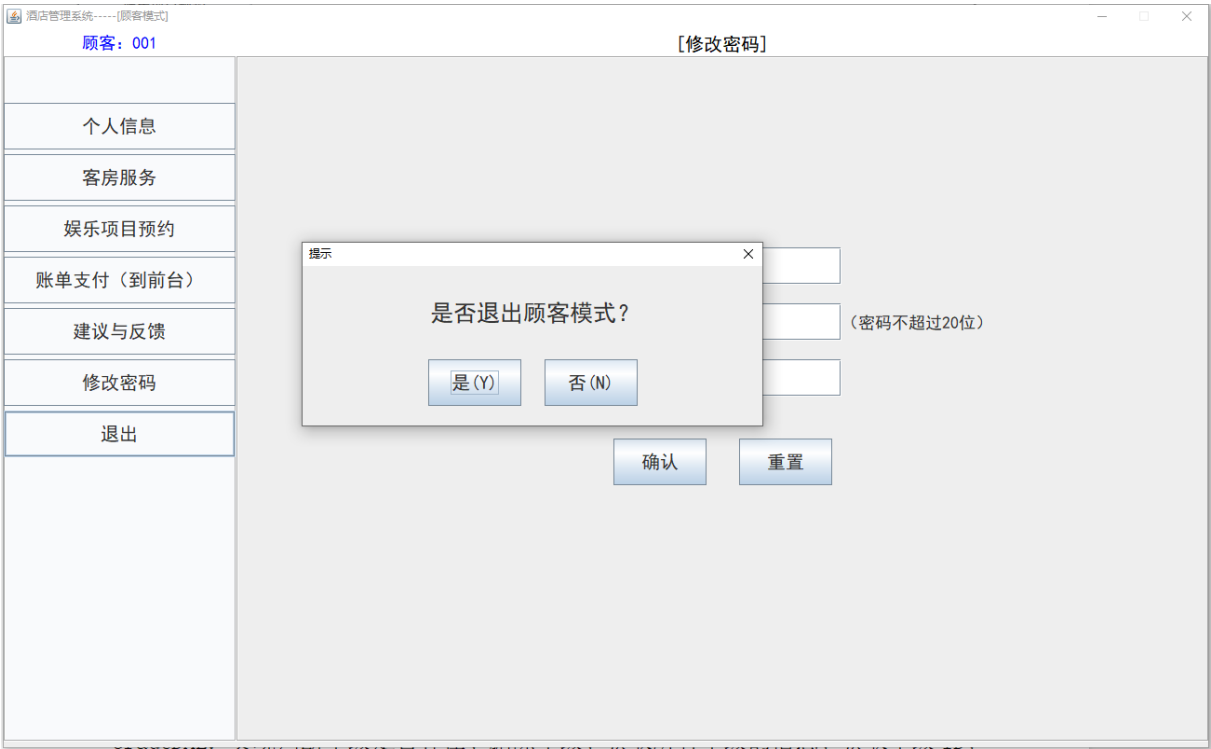 酒店管理系统-----[顾客模式]
顾客：001
[修改密码]
个人信息
客房服务
娱乐项目预约
账单支付（到前台）
建议与反馈
修改密码
退出
提示
是否退出顾客模式？
是(Y)
否(N)
（密码不超过20位）
确认
重置